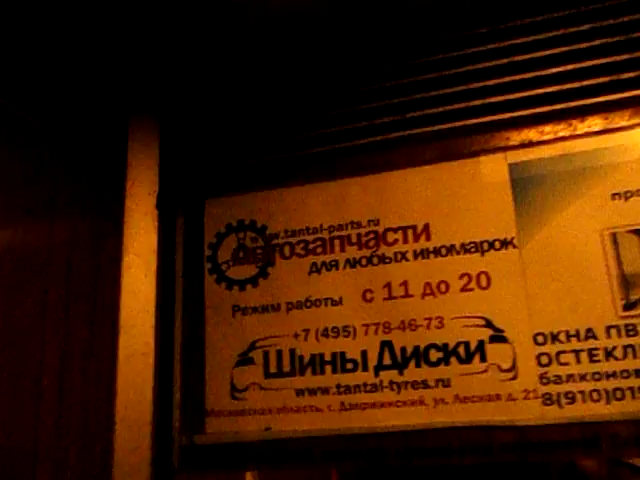 www.tantal-parts.ru
Автозапчасти
для любых иномарок
Режим работы с 11 до 20
+7 (495) 778-46-73
Шины Диски
www.tantal-tyres.ru
Московская область, г. Дзержинский, ул. Лесная д. 21
про
ОКНА ПВ
ОСТЕКЛ
балконов
8(910)01